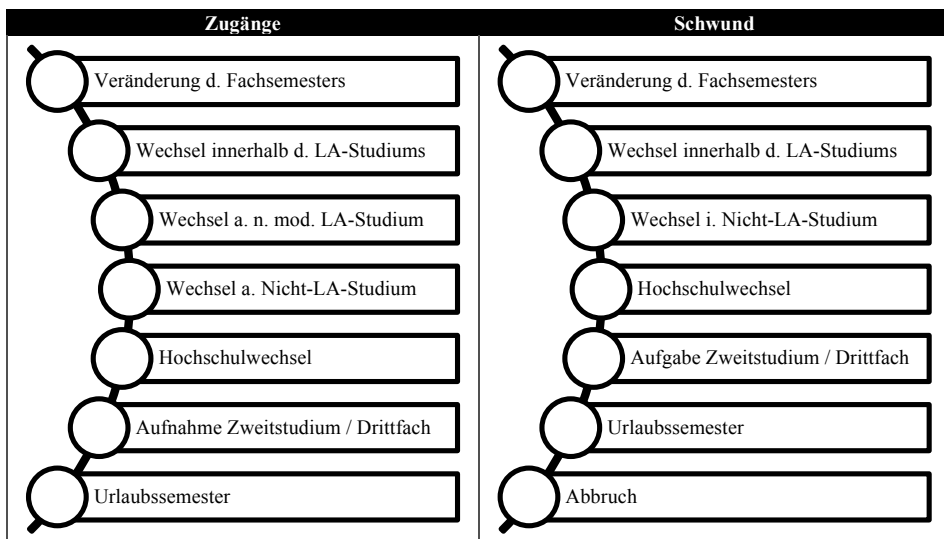 Zugänge
Veränderung d. Fachsemesters
Wechsel innerhalb d. LA-Studiums
Wechsel a. n. mod. LA-Studium
Wechsel a. Nicht-LA-Studium
Hochschulwechsel
Aufnahme Zweitstudium / Drittfach
Urlaubssemester
Schwund
Veränderung d. Fachsemesters
Wechsel innerhalb d. LA-Studiums
Wechsel i. Nicht-LA-Studium
Hochschulwechsel
Aufgabe Zweitstudium / Drittfach
Urlaubssemester
Abbruch